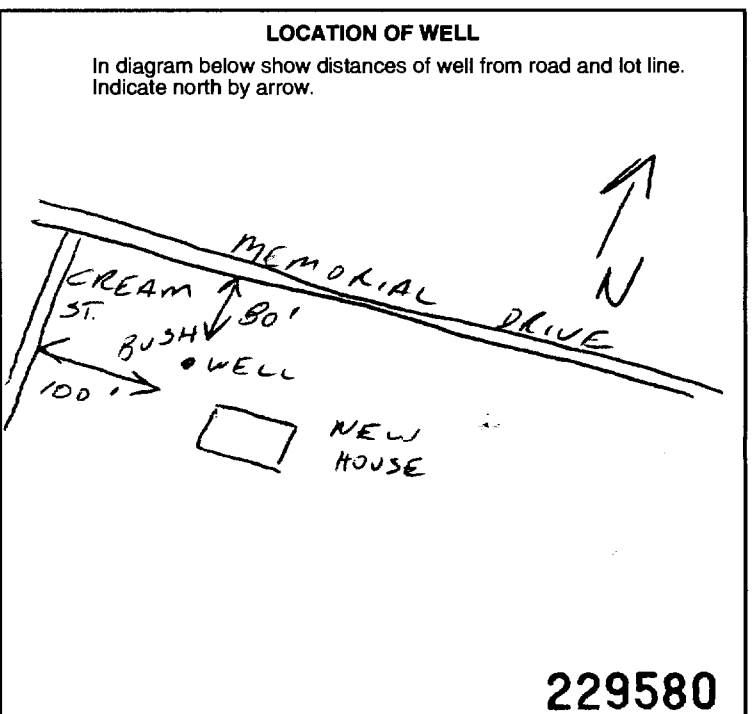 LOCATION OF WELL
In diagram below show distances of well from road and lot line.
Indicate north by arrow.
N
MEMORIAL DRIVE
CREAM
ST.
80'
BUSH
WELL
100'
NEW
HOUSE
229580